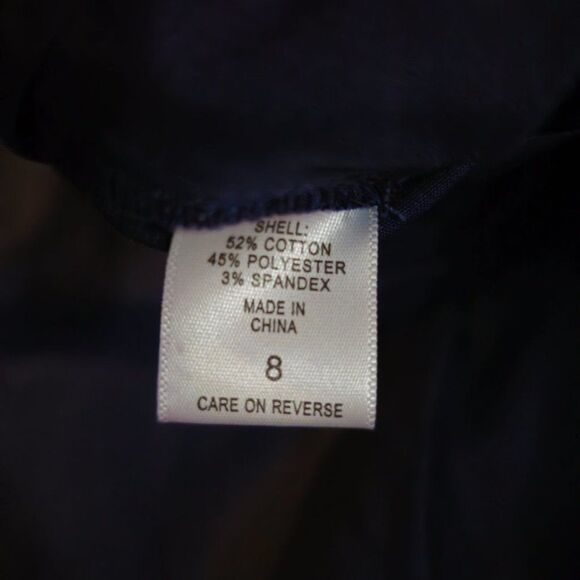 SHELL:
52% COTTON
45% POLYESTER
3% SPANDEX
MADE IN
CHINA
8
CARE ON REVERSE